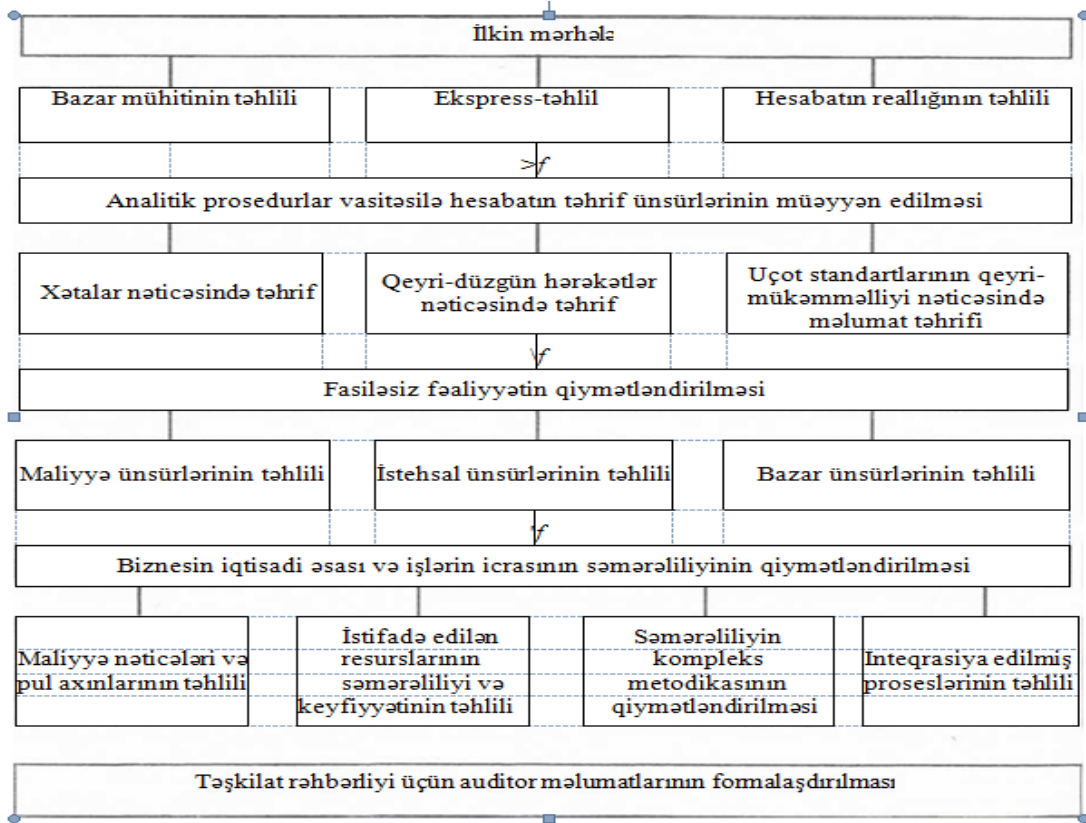 İlkin mərhələ
Bazar mühitinin təhlili
Ekspress-təhlil
Hesabatın reallığının təhlili
>f
Analitik prosedurlar vasitəsilə hesabatın təhrif ünsürlərinin müəyyən edilməsi
Xətalar nəticəsində təhrif
Qeyri-düzgün hərəkətlər
nəticəsində təhrif
Uçot standartlarının qeyri-
mükəmməlliyi nəticəsində
məlumat təhrifi
\f
Fasiləsiz fəaliyyətin qiymətləndirilməsi
Maliyyə ünsürlərinin təhlili
İstehsal ünsürlərinin təhlili
Bazar ünsürlərinin təhlili
'f
Biznesin iqtisadi əsası və işlərin icrasının səmərəliliyinin qiymətləndirilməsi
Maliyyə nəticələri və
pul axınlarının təhlili
İstifadə edilən
resurslarının
səmərəliliyi və
keyfiyyətinin təhlili
Səmərəliliyin
kompleks
metodikasının
qiymətləndirilməsi
Inteqrasiya edilmiş
proseslərinin təhlili
Təşkilat rəhbərliyi üçün auditor məlumatlarının formalaşdırılması